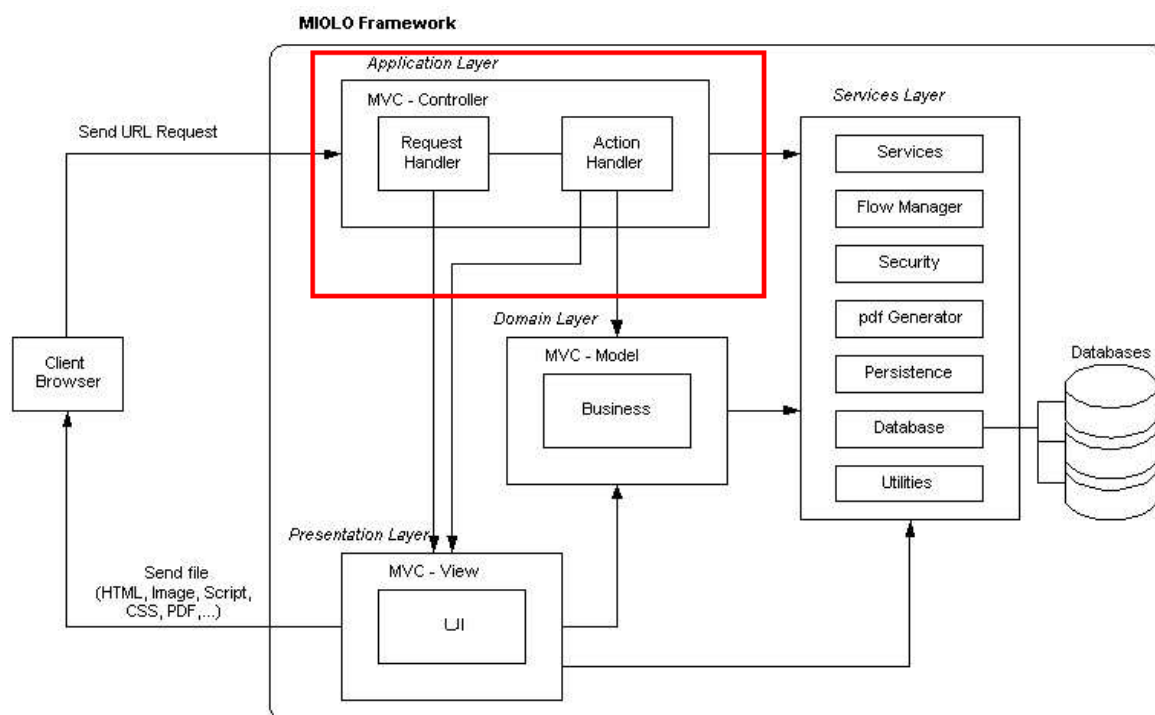 MIOLO Framework
Application Layer
MVC - Controller
Request
Handler
Action
Handler
Send URL Request
Services Layer
Services
Flow Manager
Security
pdf Generator
Persistence
Database
Utilities
Databases
Domain Layer
MVC - Model
Business
Client
Browser
Presentation Layer
MVC - View
UI
Send file
(HTML, Image, Script,
CSS, PDF,...)